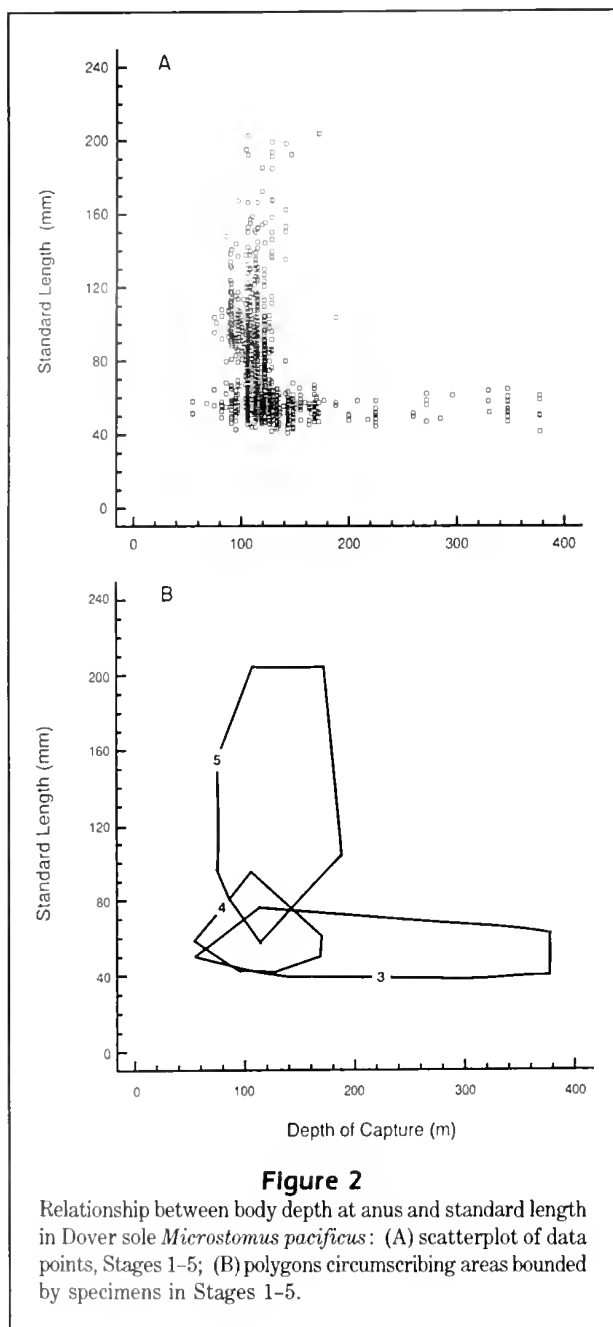 A
240
200
160
120
80
40
0
Standard Length (mm)
0 100 200 300 400
B
240
200
160
120
80
40
0
Standard Length (mm)
5
4
3
0 100 200 300 400
Depth of Capture (m)
Figure 2
Relationship between body depth at anus and standard length
in Dover sole Microstomus pacificus: (A) scatterplot of data
points, Stages 1–5; (B) polygons circumscribing areas bounded
by specimens in Stages 1–5.